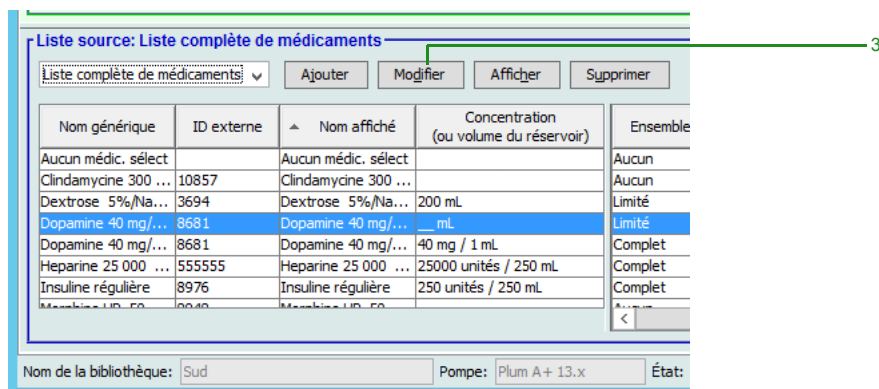 Liste source: Liste complète de médicaments
3
Liste complète de médicaments Ajouter Modifier Afficher Supprimer
Nom générique ID externe Nom affiché Concentration (ou volume du réservoir) Ensemble
Aucun médic. sélect Aucun médic. sélect Aucun
Clindamycine 300 ... 10857 Clindamycine 300 ... Aucun
Dextrose 5%/Na... 3694 Dextrose 5%/Na... 200 mL Limité
Dopamine 40 mg/... 8681 Dopamine 40 mg/... __ mL Limité
Dopamine 40 mg/... 8681 Dopamine 40 mg/... 40 mg / 1 mL Complet
Heparine 25 000 ... 555555 Heparine 25 000 ... 25000 unités / 250 mL Complet
Insuline régulière 8976 Insuline régulière 250 unités / 250 mL Complet
Nom de la bibliothèque: Sud Pompe: Plum A+ 13.x État: